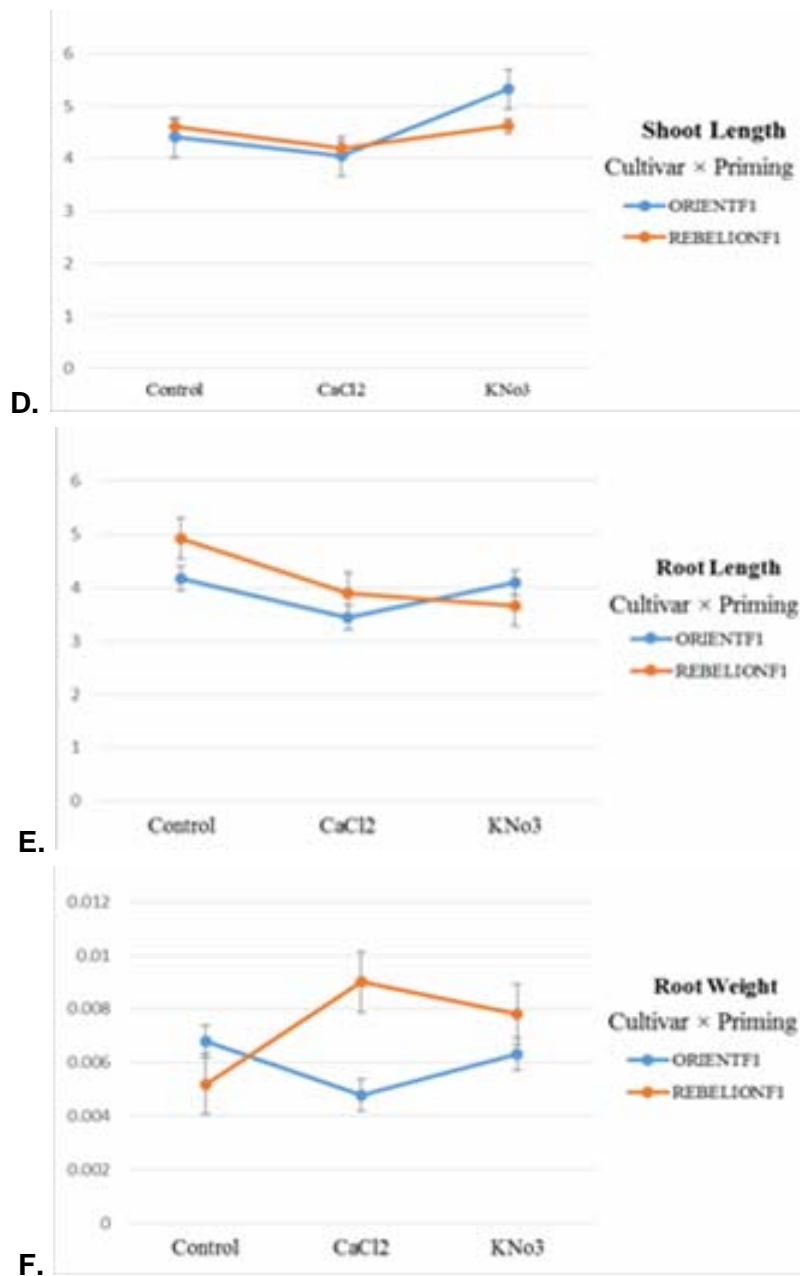 6
5
4
3
2
1
0
Control CaCl2 KNo3
Shoot Length
Cultivar × Priming
ORIENTF1
REBELIONF1
D.
6
5
4
3
2
1
0
Control CaCl2 KNo3
Root Length
Cultivar × Priming
ORIENTF1
REBELIONF1
E.
0.012
0.01
0.008
0.006
0.004
0.002
0
Control CaCl2 KNo3
Root Weight
Cultivar × Priming
ORIENTF1
REBELIONF1
F.